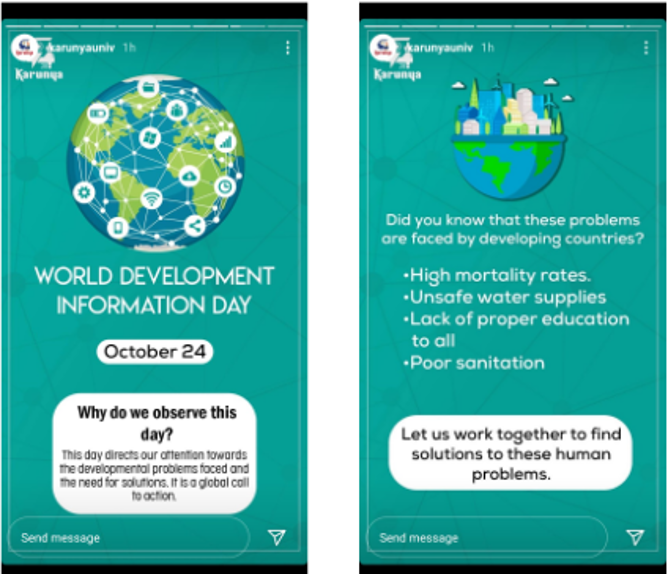 karunyauniv 1h
Karunya
WORLD DEVELOPMENT
INFORMATION DAY
October 24
Why do we observe this
day?
This day directs our attention towards
the developmental problems faced and
the need for solutions. It is a global call
to action.
Send message
karunyauniv 1h
Karunya
Did you know that these problems
are faced by developing countries?
•High mortality rates.
•Unsafe water supplies
•Lack of proper education
to all
•Poor sanitation
Let us work together to find
solutions to these human
problems.
Send message